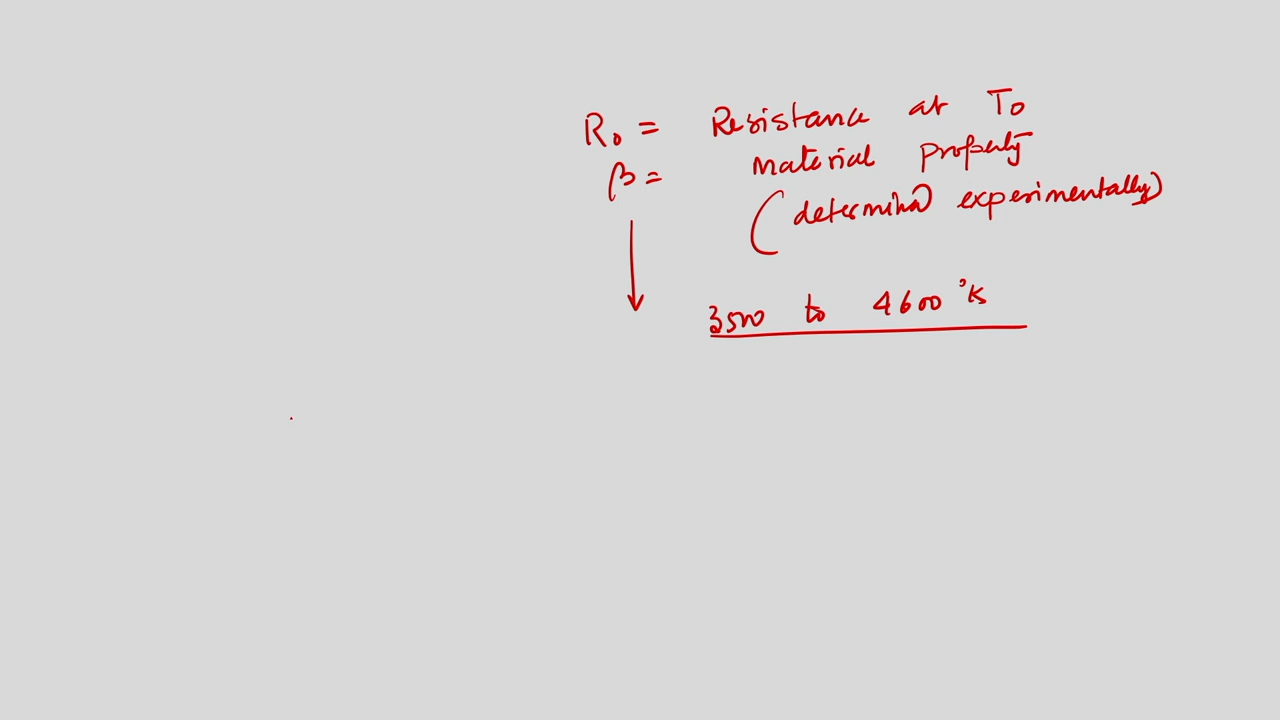 R₀ = Resistance at T₀
β = material property
(determined experimentally)
3500 to 4600 °K